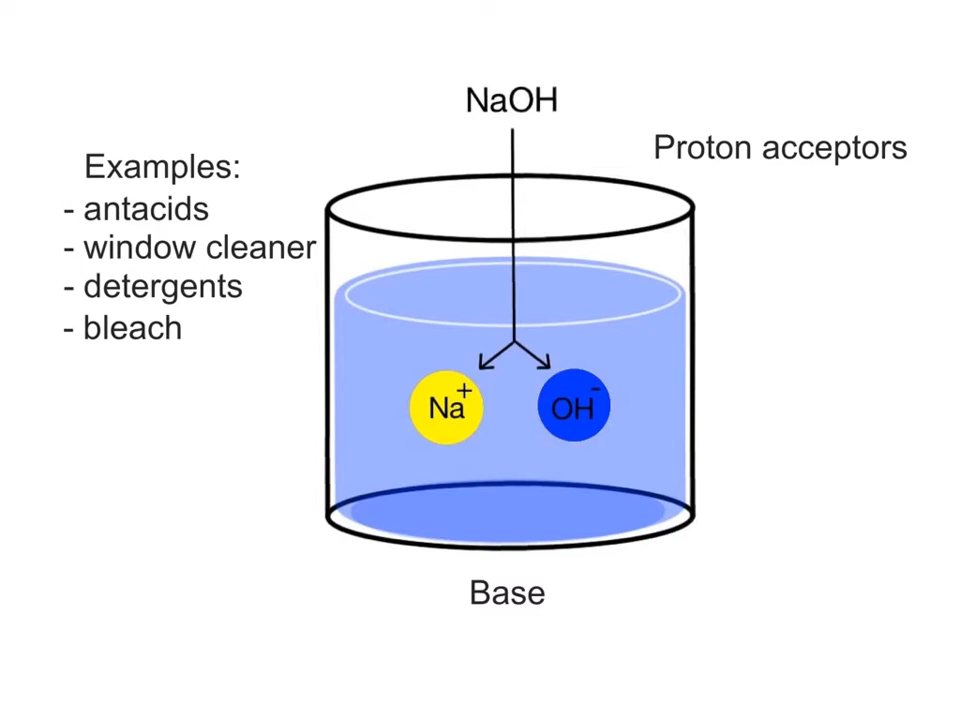 NaOH
Proton acceptors
Examples:
- antacids
- window cleaner
- detergents
- bleach
Na+
OH-
Base